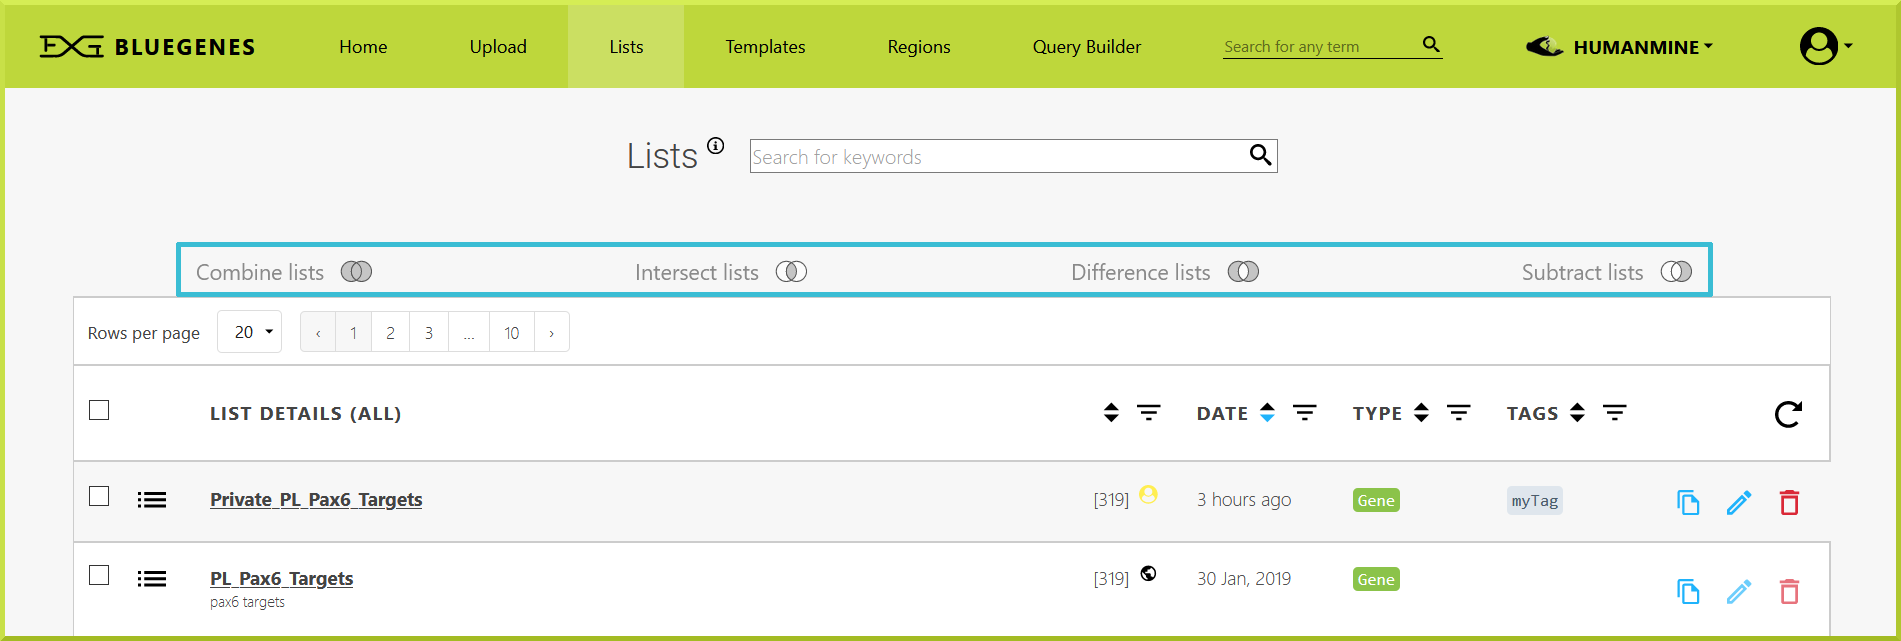 BLUEGENES Home Upload Lists Templates Regions Query Builder Search for any term HUMANMINE
Lists Search for keywords
Combine lists Intersect lists Difference lists Subtract lists
Rows per page 20 ‹ 1 2 3 ... 10 ›
LIST DETAILS (ALL) DATE TYPE TAGS
Private_PL_Pax6_Targets [319] 3 hours ago Gene myTag
PL_Pax6_Targets [319] 30 Jan, 2019 Gene
pax6 targets